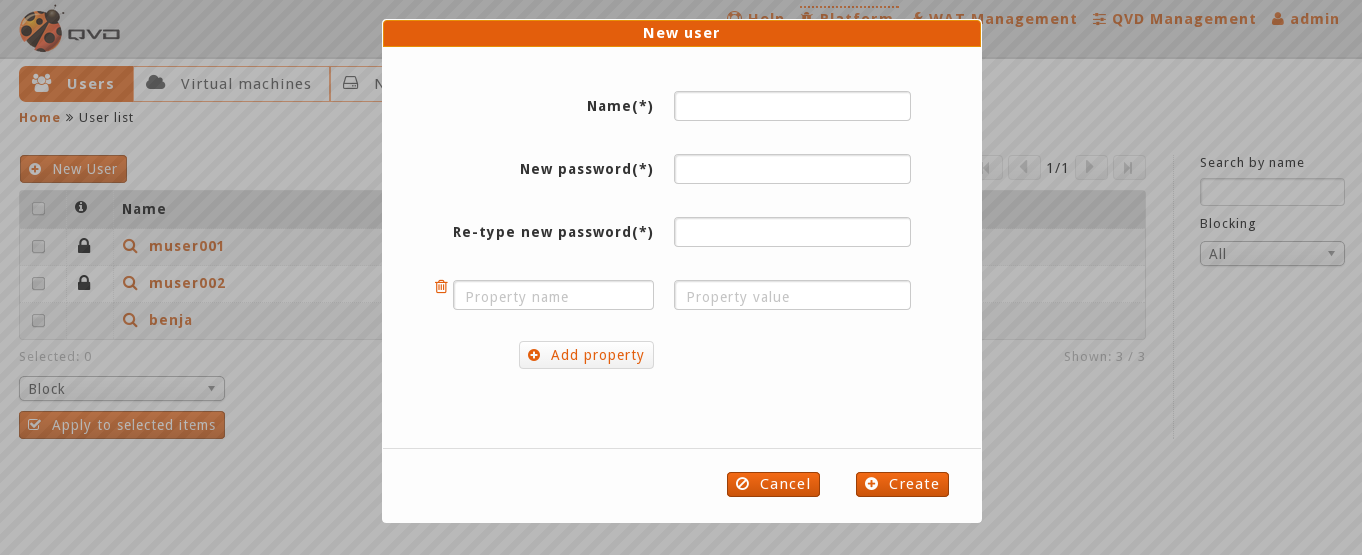 QVD
Help
Platform
WAT Management
QVD Management
admin
New user
Users
Virtual machines
N
Home » User list
Name(*)
New password(*)
Re-type new password(*)
Property name
Property value
Add property
Cancel
Create
New User
1/1
Name
muser001
muser002
benja
Selected: 0
Shown: 3 / 3
Block
Apply to selected items
Search by name
Blocking
All